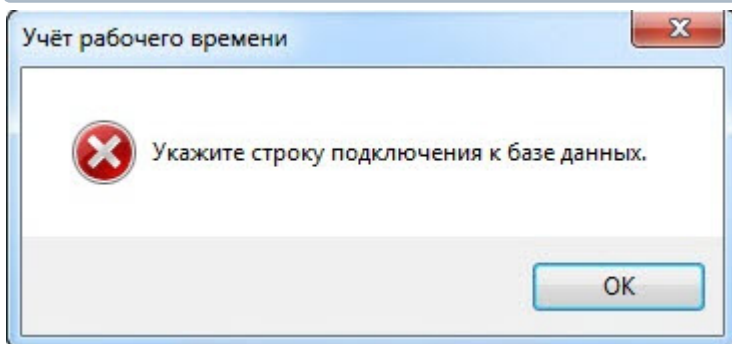 Учёт рабочего времени
Укажите строку подключения к базе данных.
OK